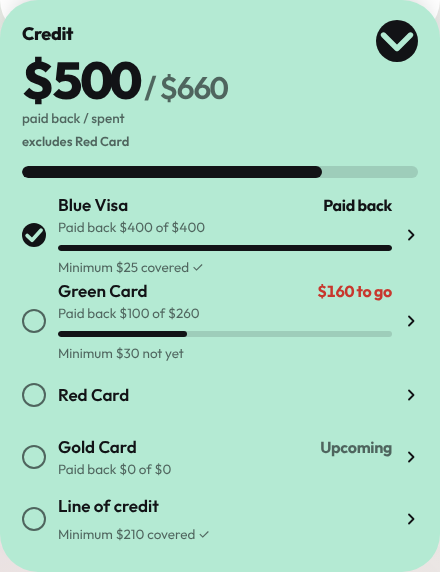 Credit
$500 / $660
paid back / spent
excludes Red Card
Blue Visa Paid back
Paid back $400 of $400
Minimum $25 covered ✓
Green Card $160 to go
Paid back $100 of $260
Minimum $30 not yet
Red Card
Gold Card Upcoming
Paid back $0 of $0
Line of credit
Minimum $210 covered ✓